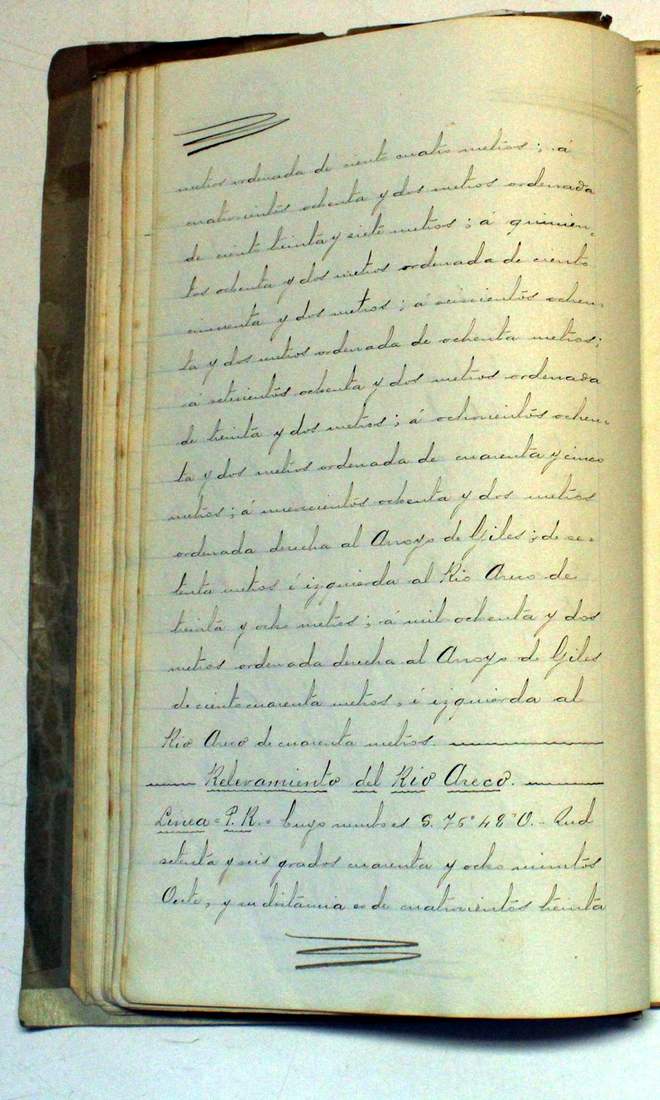 metros ordenada de ciento cuatro metros; á
cuatrocientos ochenta y dos metros ordenada
de ciento treinta y siete metros; á quinien-
tos ochenta y dos metros ordenada de ciento
cincuenta y dos metros; á seiscientos ochen-
ta y dos metros ordenada de ochenta metros;
á setecientos ochenta y dos metros ordenada
de treinta y dos metros; á ochocientos ochen-
ta y dos metros ordenada de cuarenta y cinco
metros; á novecientos ochenta y dos metros
ordenada derecha al Arroyo de Giles; de se-
tenta metros é izquierda al Rio Areco de
treinta y ocho metros; á mil ochenta y dos
metros ordenada derecha al Arroyo de Giles
de ciento cuarenta metros, é izquierda al
Rio Areco de cuarenta metros.
Relevamiento del Rio Areco.
Linea = P. R. = Cuyo rumbo es S. 76° 48' O. - Sud
setenta y seis grados cuarenta y ocho minutos
Oeste, y su distancia es de cuatrocientos treinta